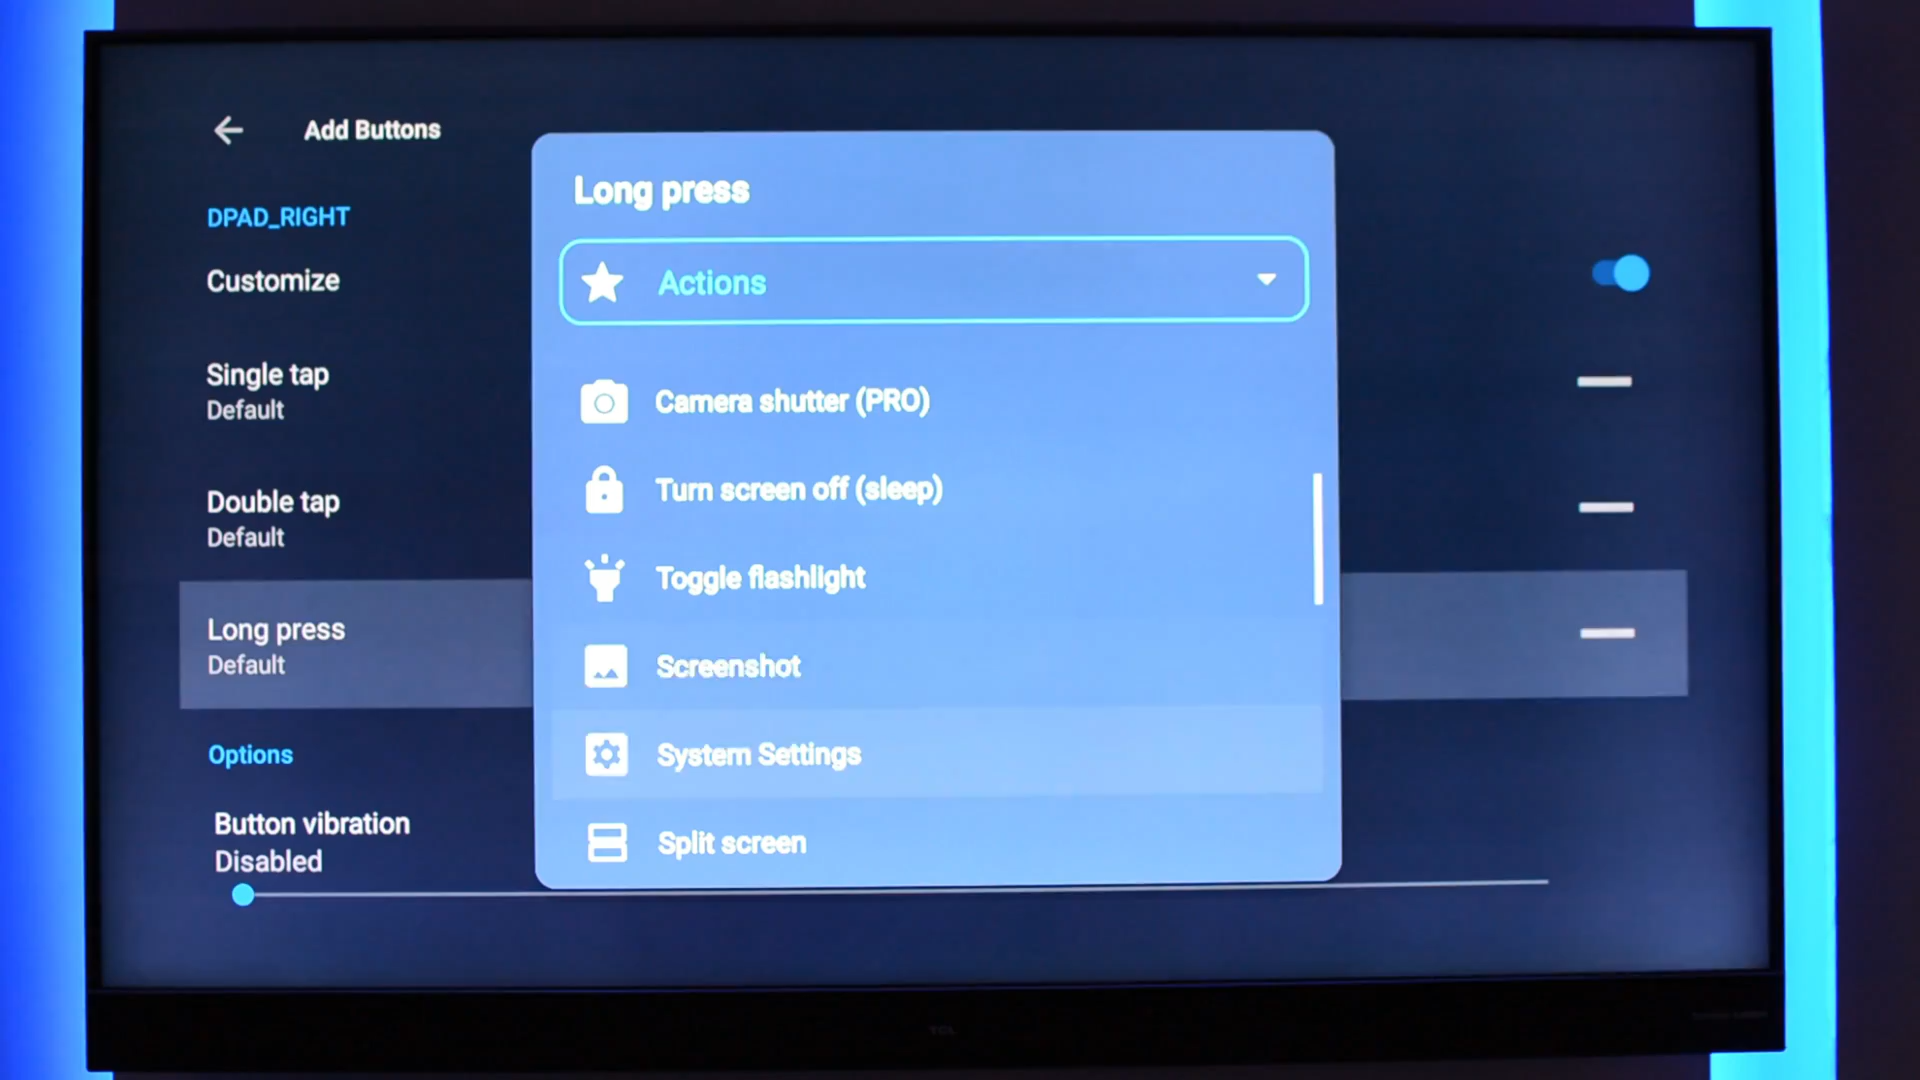 Add Buttons
DPAD_RIGHT
Customize
Single tap
Default
Double tap
Default
Long press
Default
Options
Button vibration
Disabled
Long press
Actions
Camera shutter (PRO)
Turn screen off (sleep)
Toggle flashlight
Screenshot
System Settings
Split screen
TCL